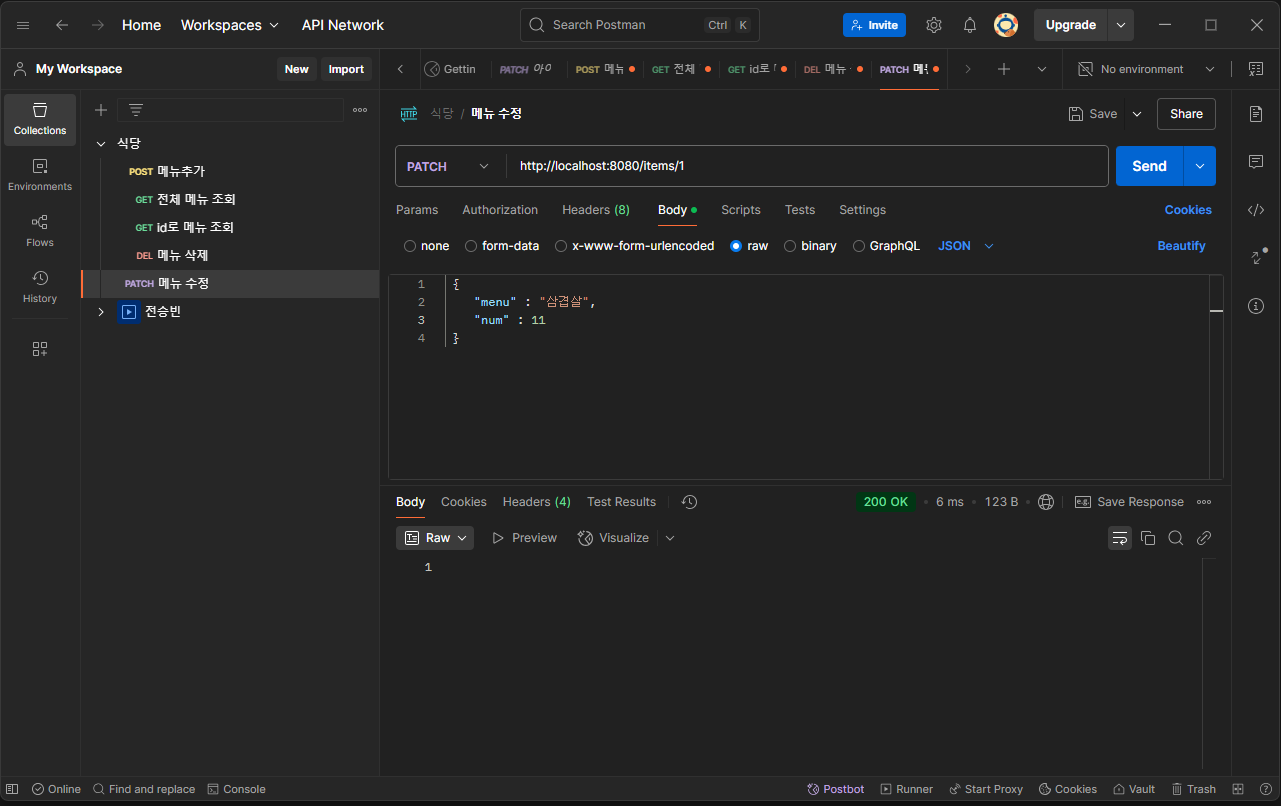 Home Workspaces API Network Search Postman Ctrl K Invite Upgrade
My Workspace New Import Gettin PATCH 아이 POST 메뉴 GET 전체 GET id로 DEL 메뉴 PATCH 메뉴 No environment
Collections
Environments
Flows
History
식당
POST 메뉴추가
GET 전체 메뉴 조회
GET id로 메뉴 조회
DEL 메뉴 삭제
PATCH 메뉴 수정
전승빈
HTTP 식당 / 메뉴 수정 Save Share
PATCH http://localhost:8080/items/1 Send
Params Authorization Headers (8) Body Scripts Tests Settings Cookies
none form-data x-www-form-urlencoded raw binary GraphQL JSON Beautify
1 {
2 "menu" : "삼겹살",
3 "num" : 11
4 }
Body Cookies Headers (4) Test Results 200 OK • 6 ms • 123 B • e.g. Save Response
Raw Preview Visualize
1
Online Find and replace Console Postbot Runner Start Proxy Cookies Vault Trash